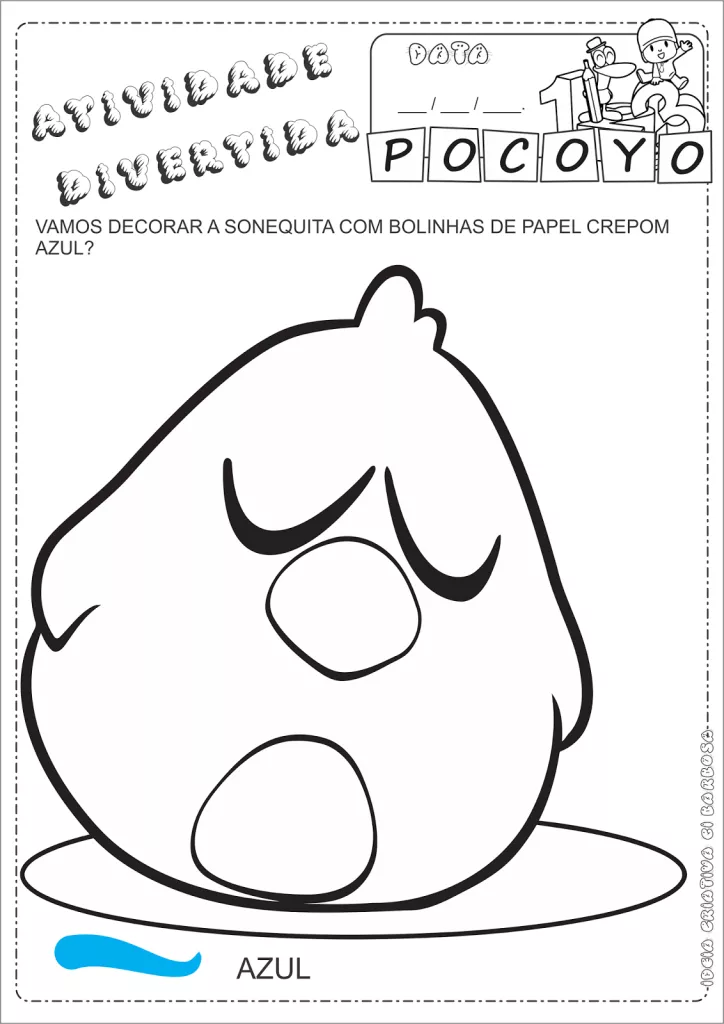 ATIVIDADE
DIVERTIDA
DATA
___/___/___.
POCOYO
VAMOS DECORAR A SONEQUITA COM BOLINHAS DE PAPEL CREPOM
AZUL?
AZUL
IDEIA CRIATIVA GI BARBOSA